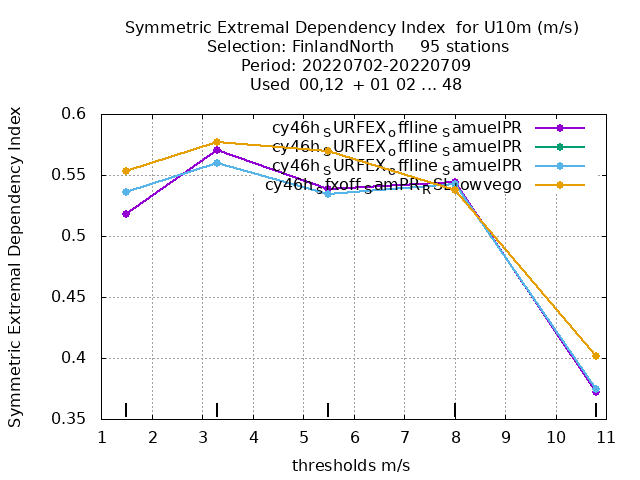 Symmetric Extremal Dependency Index  for U10m (m/s)
Selection: FinlandNorth     95 stations
Period: 20220702-20220709
Used  00,12  + 01 02 ... 48
Symmetric Extremal Dependency Index
0.6
0.55
0.5
0.45
0.4
0.35
cy46h_SURFEX_offline_SamuelPR
cy46h_SURFEX_offline_SamuelPR
cy46h_SURFEX_offline_SamuelPR
1 2 3 4 5 6 7 8 9 10 11
thresholds m/s